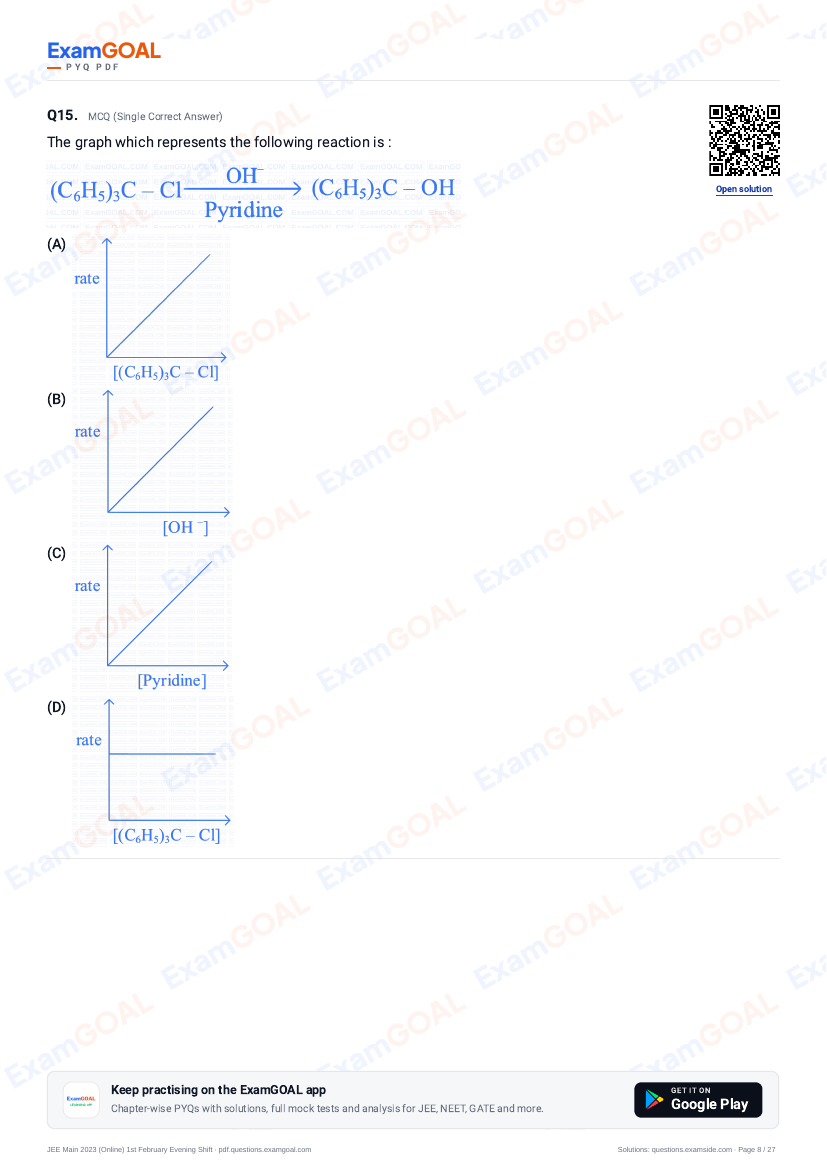 ExamGOAL
PYQ PDF
Q15. MCQ (Single Correct Answer)
The graph which represents the following reaction is :
(C₆H₅)₃C – Cl OH⁻ Pyridine (C₆H₅)₃C – OH
Open solution
(A)
rate
[(C₆H₅)₃C – Cl]
(B)
rate
[OH ⁻]
(C)
rate
[Pyridine]
(D)
rate
[(C₆H₅)₃C – Cl]
Keep practising on the ExamGOAL app
Chapter-wise PYQs with solutions, full mock tests and analysis for JEE, NEET, GATE and more.
GET IT ON
Google Play
JEE Main 2023 (Online) 1st February Evening Shift · pdf.questions.examgoal.com
Solutions: questions.examside.com · Page 8 / 27